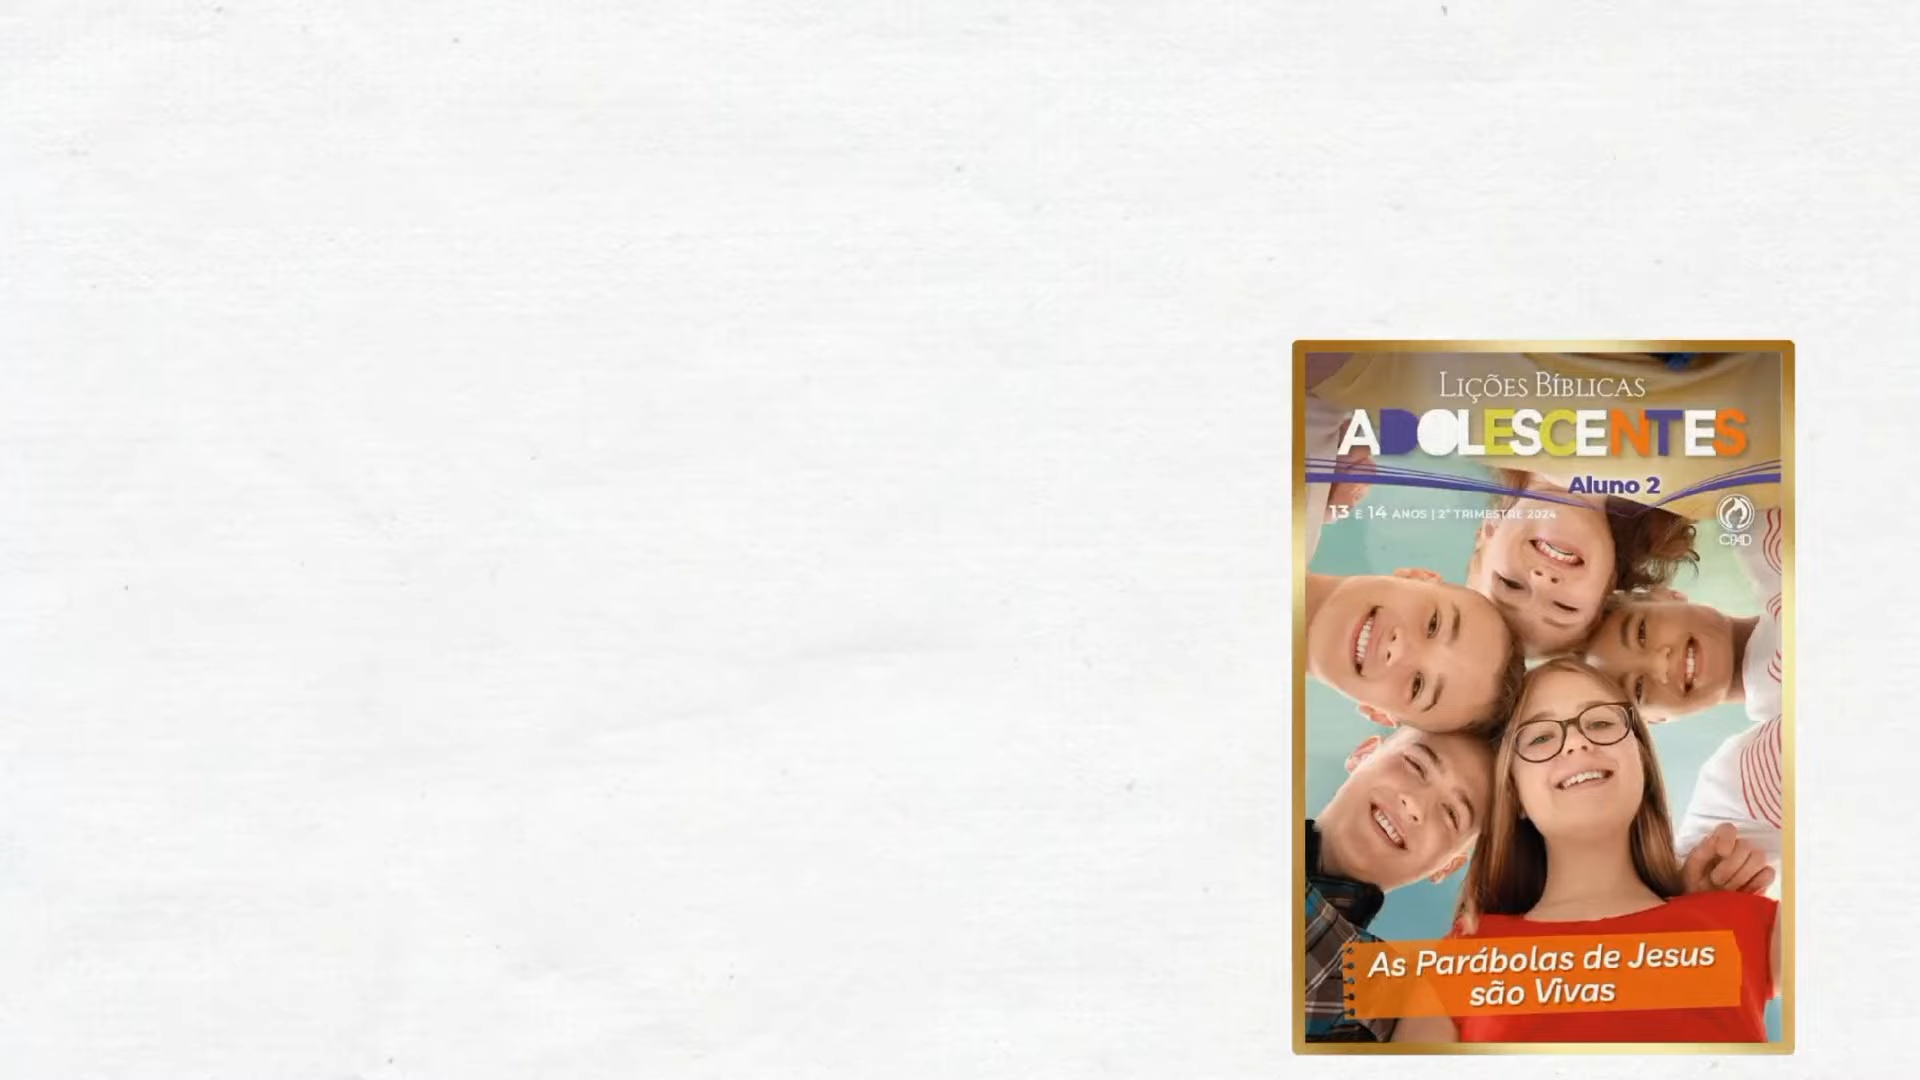 LIÇÕES BÍBLICAS
ADOLESCENTES
Aluno 2
13 E 14 ANOS | 2º TRIMESTRE 2024
CPAD
As Parábolas de Jesus
são Vivas